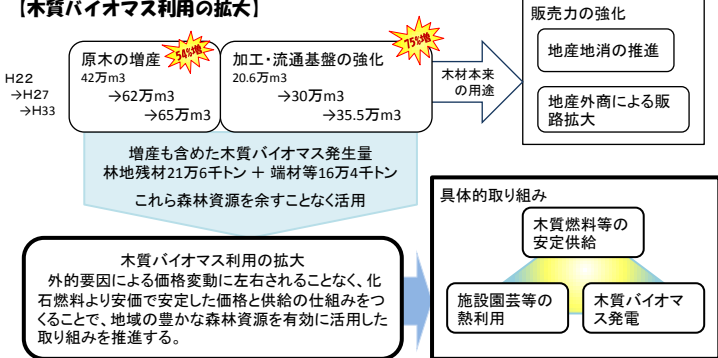 【木質バイオマス利用の拡大】
H22
→H27
→H33
原木の増産
54%増
42万m3
→62万m3
→65万m3
加工・流通基盤の強化
75%増
20.6万m3
→30万m3
→35.5万m3
木材本来
の用途
販売力の強化
地産地消の推進
地産外商による販
路拡大
増産も含めた木質バイオマス発生量
林地残材21万6千トン ＋ 端材等16万4千トン
これら森林資源を余すことなく活用
木質バイオマス利用の拡大
外的要因による価格変動に左右されることなく、化
石燃料より安価で安定した価格と供給の仕組みをつ
くることで、地域の豊かな森林資源を有効に活用した
取り組みを推進する。
具体的取り組み
木質燃料等の
安定供給
施設園芸等の
熱利用
木質バイオマ
ス発電